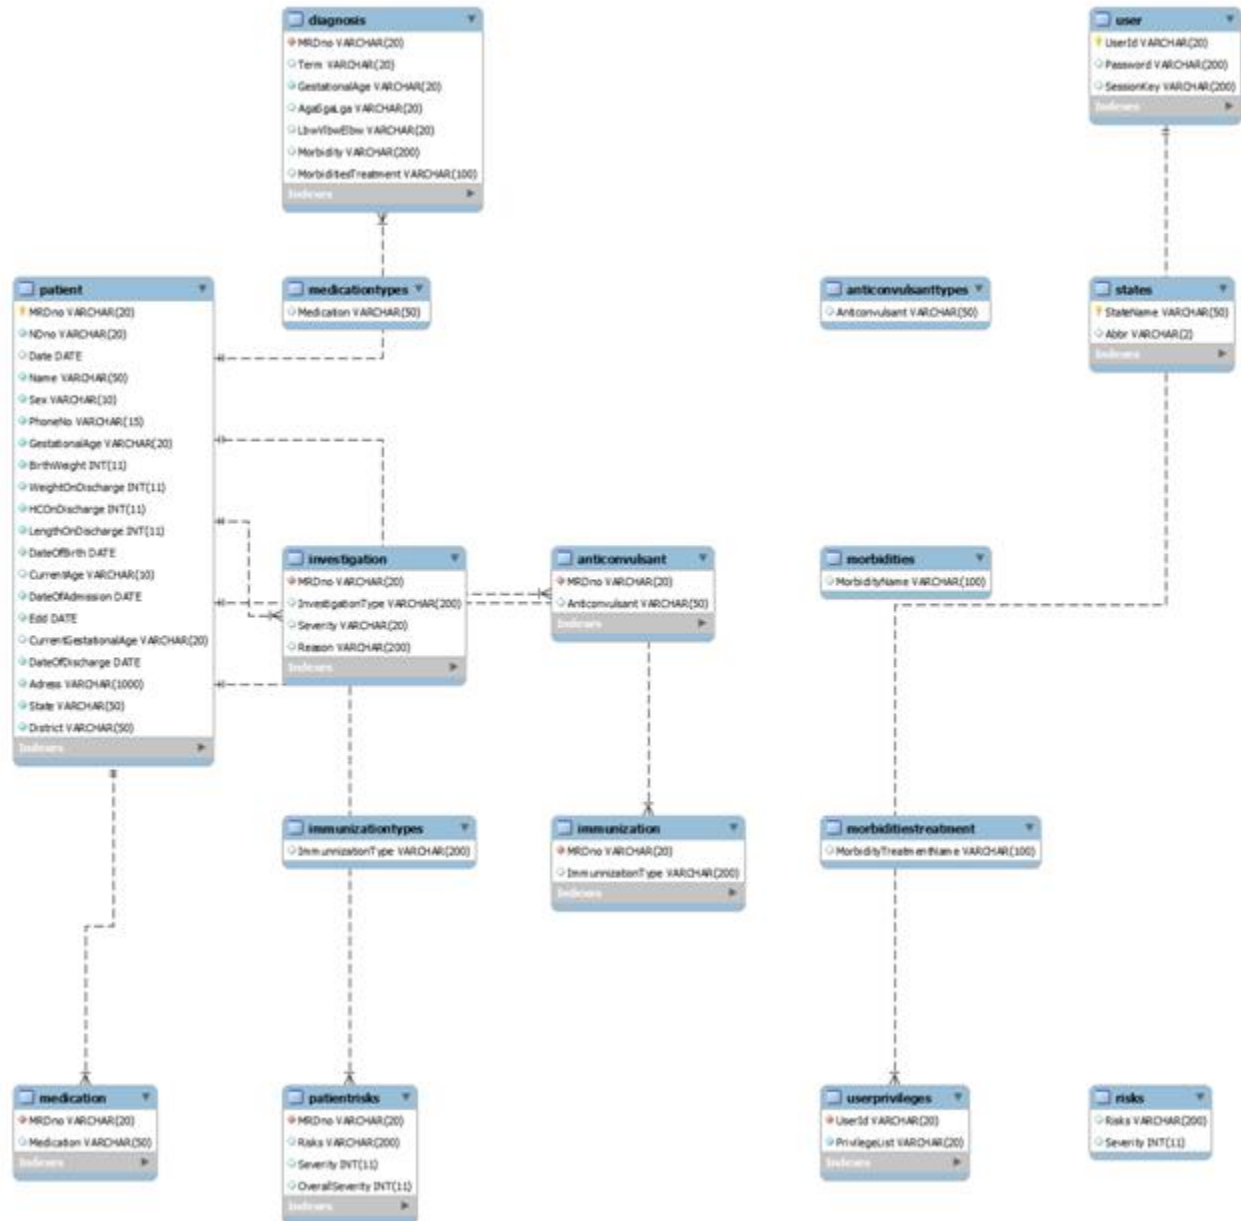 diagnosis
MRDno VARCHAR(20)
Term VARCHAR(20)
GestationalAge VARCHAR(20)
AgaSgaLga VARCHAR(20)
LbwVlbwElbw VARCHAR(20)
Morbidity VARCHAR(200)
MorbiditiesTreatment VARCHAR(100)
Indexes
user
UserId VARCHAR(20)
Password VARCHAR(200)
SessionKey VARCHAR(200)
Indexes
patient
MRDno VARCHAR(20)
NDno VARCHAR(20)
Date DATE
Name VARCHAR(50)
Sex VARCHAR(10)
PhoneNo VARCHAR(15)
GestationalAge VARCHAR(20)
BirthWeight INT(11)
WeightOnDischarge INT(11)
HCOnDischarge INT(11)
LengthOnDischarge INT(11)
DateOfBirth DATE
CurrentAge VARCHAR(10)
DateOfAdmission DATE
Edd DATE
CurrentGestationalAge VARCHAR(20)
DateOfDischarge DATE
Adress VARCHAR(1000)
State VARCHAR(50)
District VARCHAR(50)
Indexes
medicationtypes
Medication VARCHAR(50)
anticonvulsanttypes
Anticonvulsant VARCHAR(50)
states
StateName VARCHAR(50)
Abbr VARCHAR(2)
Indexes
investigation
MRDno VARCHAR(20)
InvestigationType VARCHAR(200)
Severity VARCHAR(20)
Reason VARCHAR(200)
Indexes
anticonvulsant
MRDno VARCHAR(20)
Anticonvulsant VARCHAR(50)
Indexes
morbidities
MorbidityName VARCHAR(100)
immunizationtypes
ImmunnizationType VARCHAR(200)
immunization
MRDno VARCHAR(20)
ImmunnizationType VARCHAR(200)
Indexes
morbiditiestreatment
MorbidityTreatmentName VARCHAR(100)
medication
MRDno VARCHAR(20)
Medication VARCHAR(50)
Indexes
patientrisks
MRDno VARCHAR(20)
Risks VARCHAR(200)
Severity INT(11)
OverallSeverity INT(11)
Indexes
userprivileges
UserId VARCHAR(20)
PrivilegeList VARCHAR(20)
Indexes
risks
Risks VARCHAR(200)
Severity INT(11)